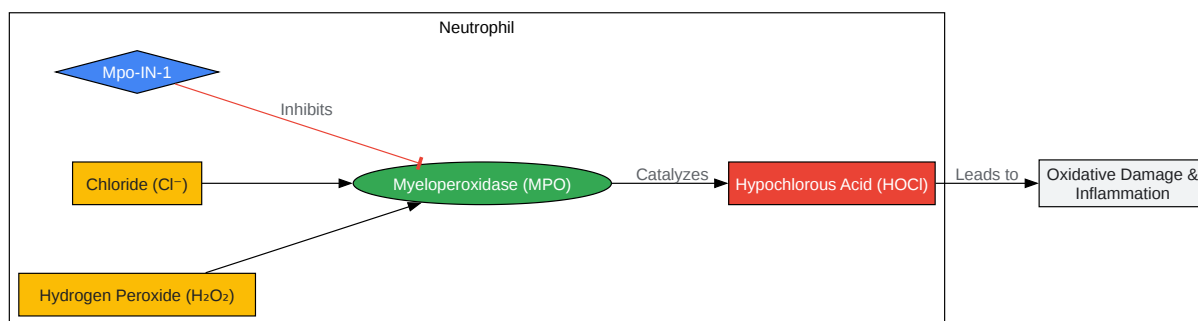 Neutrophil
Mpo-IN-1
Inhibits
Chloride (Cl⁻)
Myeloperoxidase (MPO)
Catalyzes
Hypochlorous Acid (HOCl)
Leads to
Oxidative Damage &
Inflammation
Hydrogen Peroxide (H₂O₂)